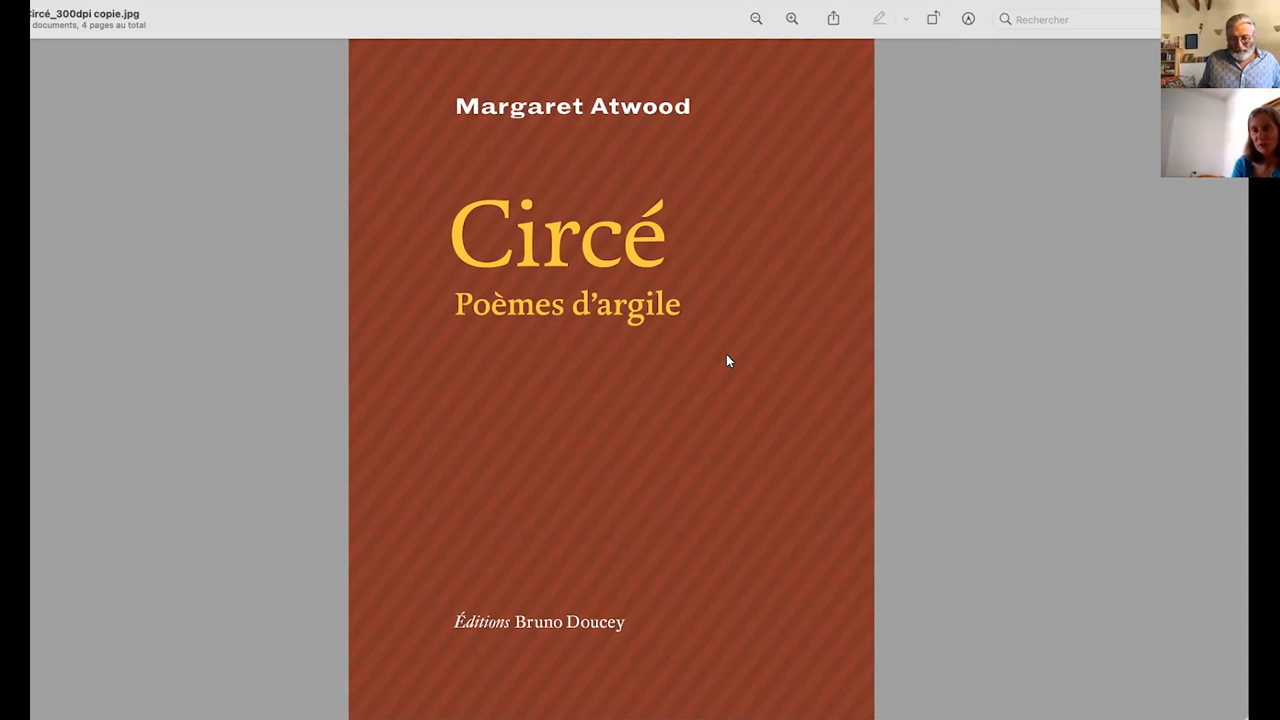 Circé_300dpi copie.jpg
documents, 4 pages au total
Rechercher
Margaret Atwood
Circé
Poèmes d’argile
Éditions Bruno Doucey